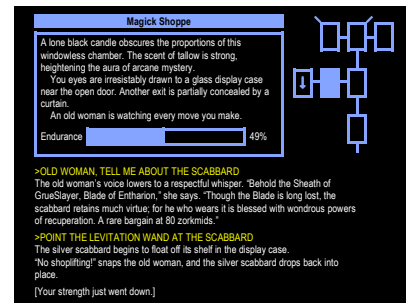 Magick Shoppe
A lone black candle obscures the proportions of this
windowless chamber. The scent of tallow is strong,
heightening the aura of arcane mystery.
You eyes are irresistably drawn to a glass display case
near the open door. Another exit is partially concealed by a
curtain.
An old woman is watching every move you make.
Endurance 49%
>OLD WOMAN, TELL ME ABOUT THE SCABBARD
The old woman's voice lowers to a respectful whisper. "Behold the Sheath of
GrueSlayer, Blade of Entharion," she says. "Though the Blade is long lost, the
scabbard retains much virtue; for he who wears it is blessed with wondrous powers
of recuperation. A rare bargain at 80 zorkmids."
>POINT THE LEVITATION WAND AT THE SCABBARD
The silver scabbard begins to float off its shelf in the display case.
"No shoplifting!" snaps the old woman, and the silver scabbard drops back into
place.
[Your strength just went down.]